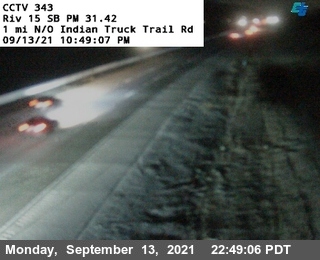 CCTV 343
Riv 15 SB PM 31.42
1 mi N/O Indian Truck Trail Rd
09/13/21 10:49:07 PM
Monday, September 13, 2021 22:49:06 PDT